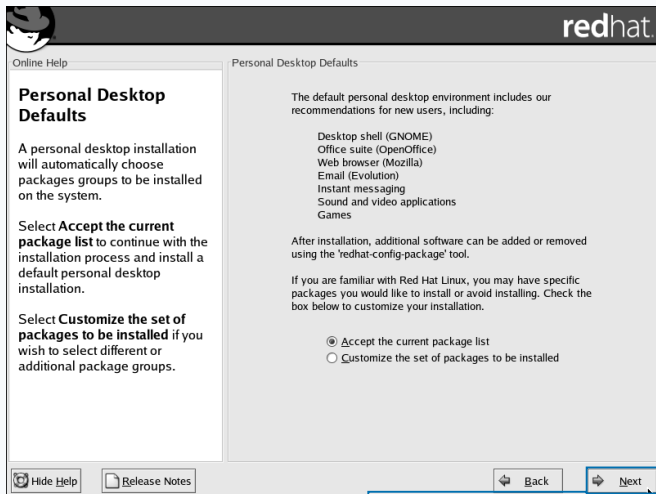 redhat.
Online Help
Personal Desktop
Defaults
A personal desktop installation
will automatically choose
packages groups to be installed
on the system.
Select Accept the current
package list to continue with the
installation process and install a
default personal desktop
installation.
Select Customize the set of
packages to be installed if you
wish to select different or
additional package groups.
Personal Desktop Defaults
The default personal desktop environment includes our
recommendations for new users, including:
Desktop shell (GNOME)
Office suite (OpenOffice)
Web browser (Mozilla)
Email (Evolution)
Instant messaging
Sound and video applications
Games
After installation, additional software can be added or removed
using the 'redhat-config-package' tool.
If you are familiar with Red Hat Linux, you may have specific
packages you would like to install or avoid installing. Check the
box below to customize your installation.
Accept the current package list
Customize the set of packages to be installed
Hide Help
Release Notes
Back
Next